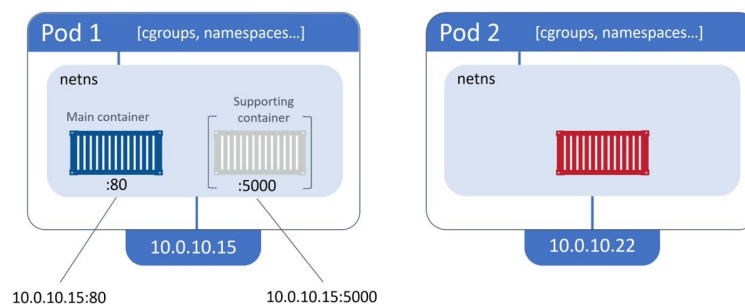 Pod 1 [cgroups, namespaces...]
netns
Main container
Supporting
container
:80
:5000
10.0.10.15
10.0.10.15:80
10.0.10.15:5000
Pod 2 [cgroups, namespaces...]
netns
10.0.10.22